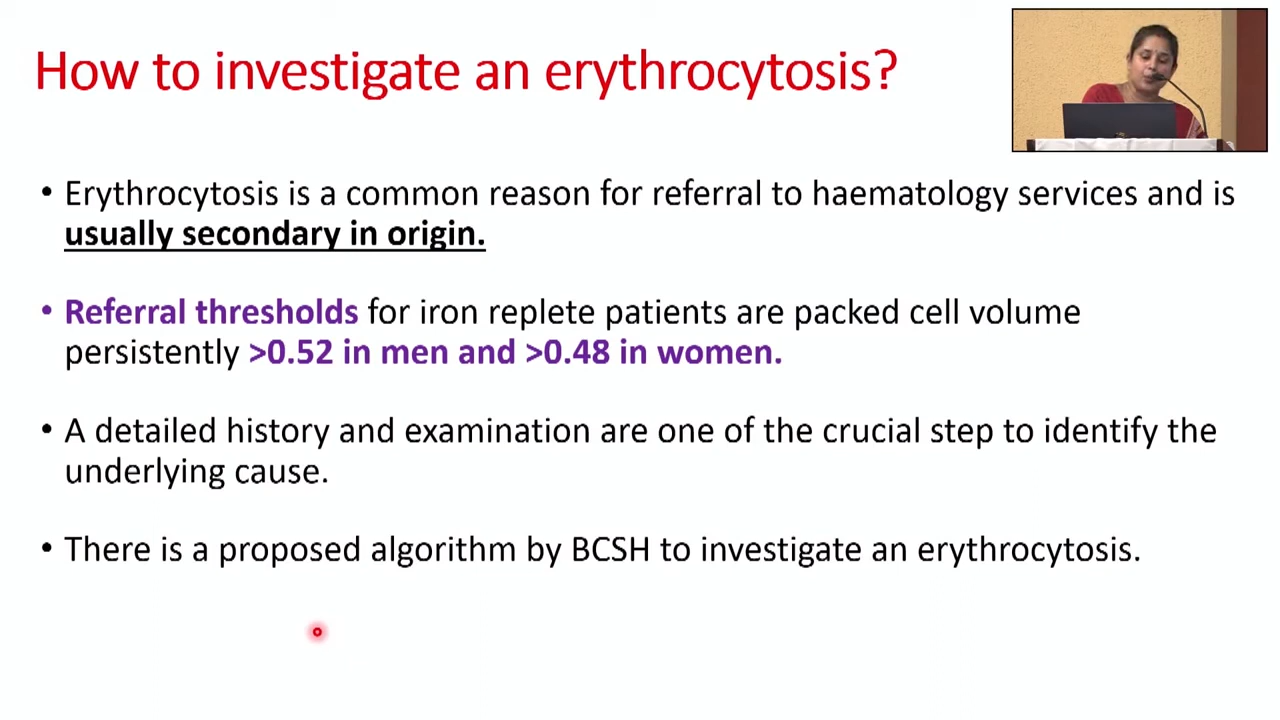 How to investigate an erythrocytosis?
• Erythrocytosis is a common reason for referral to haematology services and is
usually secondary in origin.
• Referral thresholds for iron replete patients are packed cell volume
persistently >0.52 in men and >0.48 in women.
• A detailed history and examination are one of the crucial step to identify the
underlying cause.
• There is a proposed algorithm by BCSH to investigate an erythrocytosis.